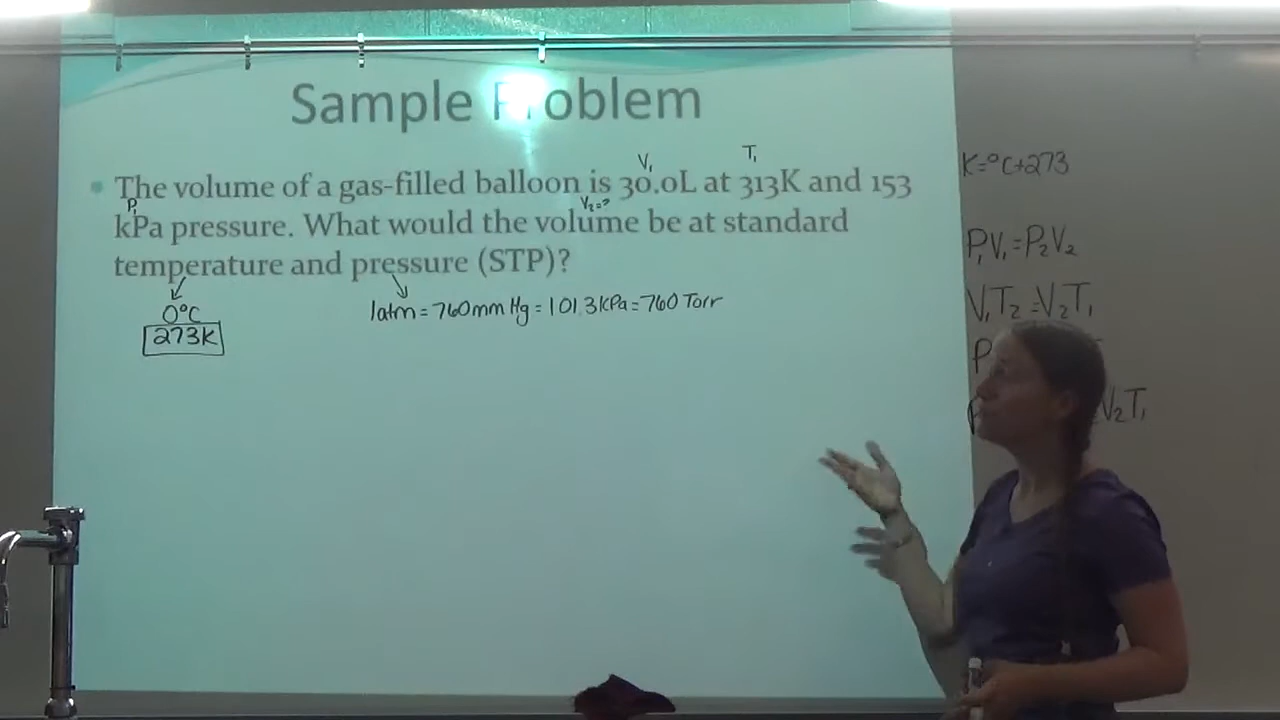 Sample Problem
V₁ T₁
• The volume of a gas-filled balloon is 30.0L at 313K and 153
P₁ V₂=?
kPa pressure. What would the volume be at standard
temperature and pressure (STP)?
0°C
273K
1atm = 760mm Hg = 101.3kPa = 760 Torr
K=°C+273
P₁V₁=P₂V₂
V₁T₂=V₂T₁
P
V₂T₁